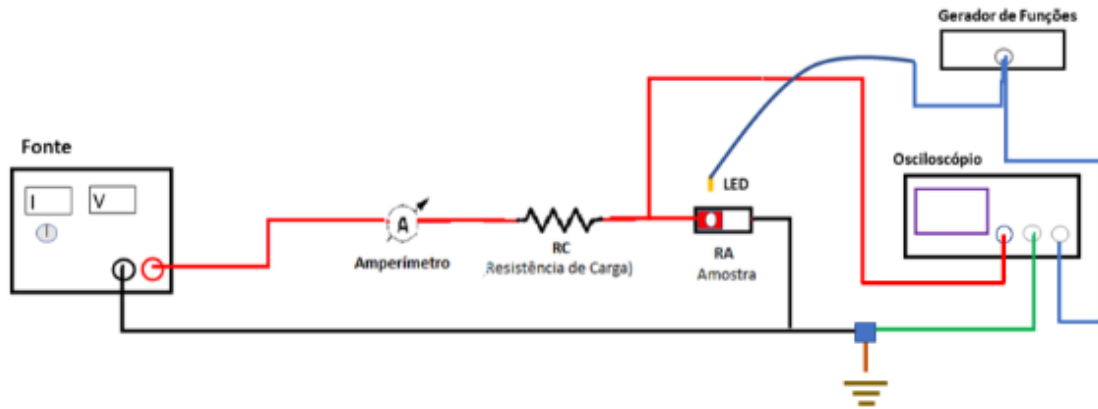 Gerador de Funções
Fonte
I
V
Osciloscópio
LED
A
RC
Amperímetro
Resistência de Carga)
RA
Amostra